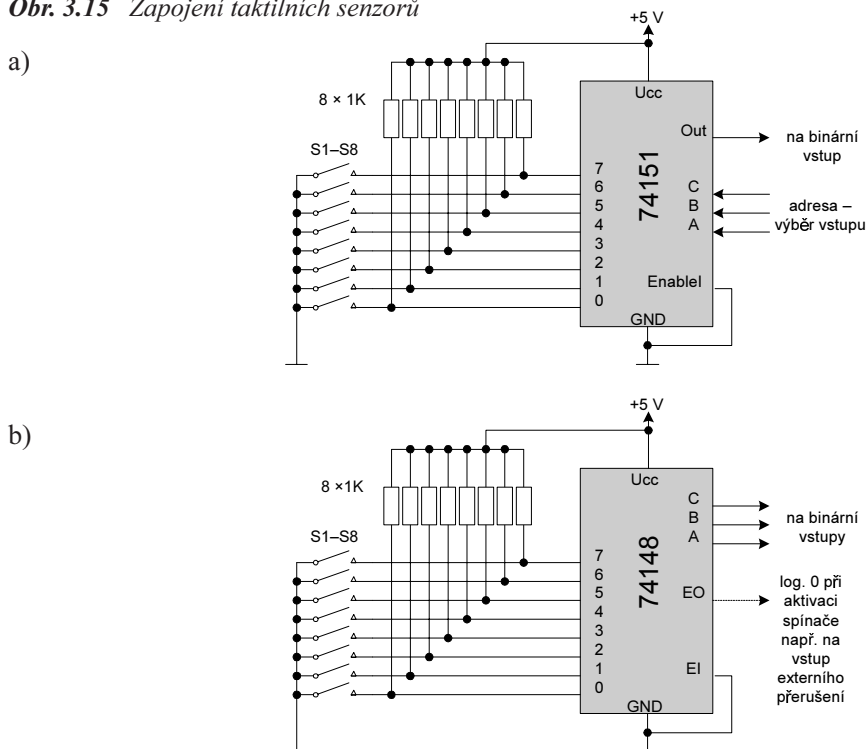 Obr. 3.15 Zapojení taktilních senzorů
a)
+5 V
8 × 1K
S1–S8
Ucc
Out
na binární
vstup
74151
7
6
5
4
3
2
1
0
C
B
A
adresa –
výběr vstupu
EnableI
GND
b)
+5 V
8 ×1K
S1–S8
Ucc
C
B
A
na binární
vstupy
74148
7
6
5
4
3
2
1
0
EO
log. 0 při
aktivaci
spínače
např. na
vstup
externího
přerušení
EI
GND